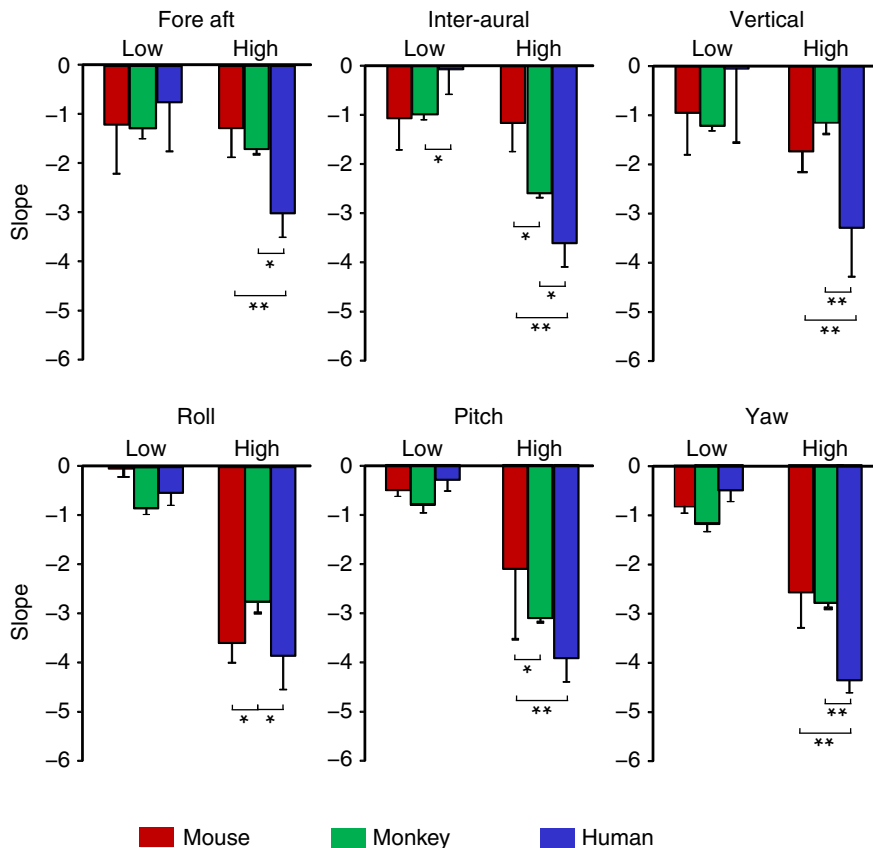 Fore aft Inter-aural Vertical
Low High Low High Low High
0 0 0
–1 –1 –1
–2 –2 –2
–3 –3 –3
–4 –4 –4
–5 –5 –5
–6 –6 –6
Slope
* ** * * * ** ** **
Roll Pitch Yaw
Low High Low High Low High
0 0 0
–1 –1 –1
–2 –2 –2
–3 –3 –3
–4 –4 –4
–5 –5 –5
–6 –6 –6
Slope
* * * ** ** **
Mouse Monkey Human